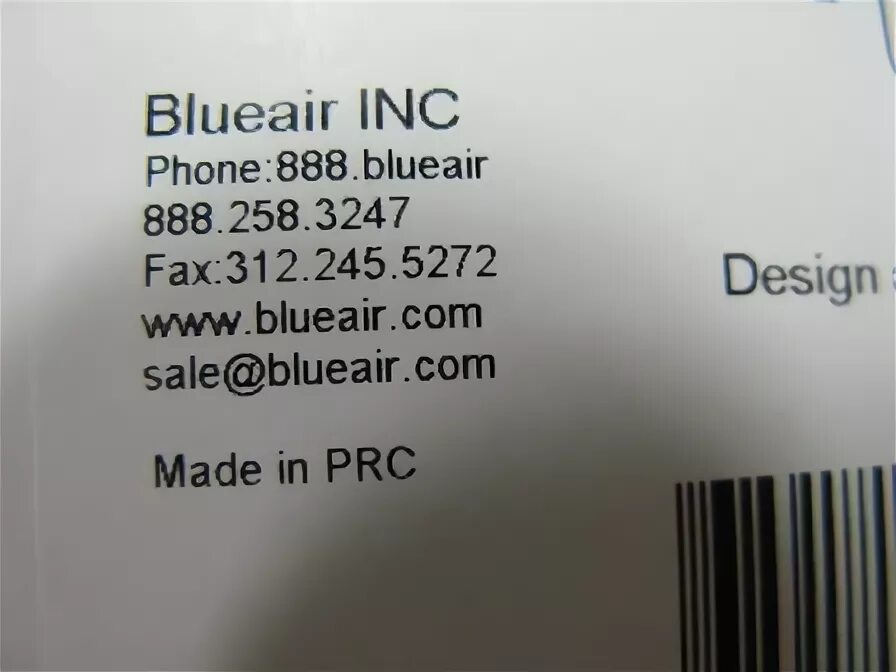 Blueair INC
Phone:888.blueair
888.258.3247
Fax:312.245.5272
www.blueair.com
sale@blueair.com
Made in PRC
Design